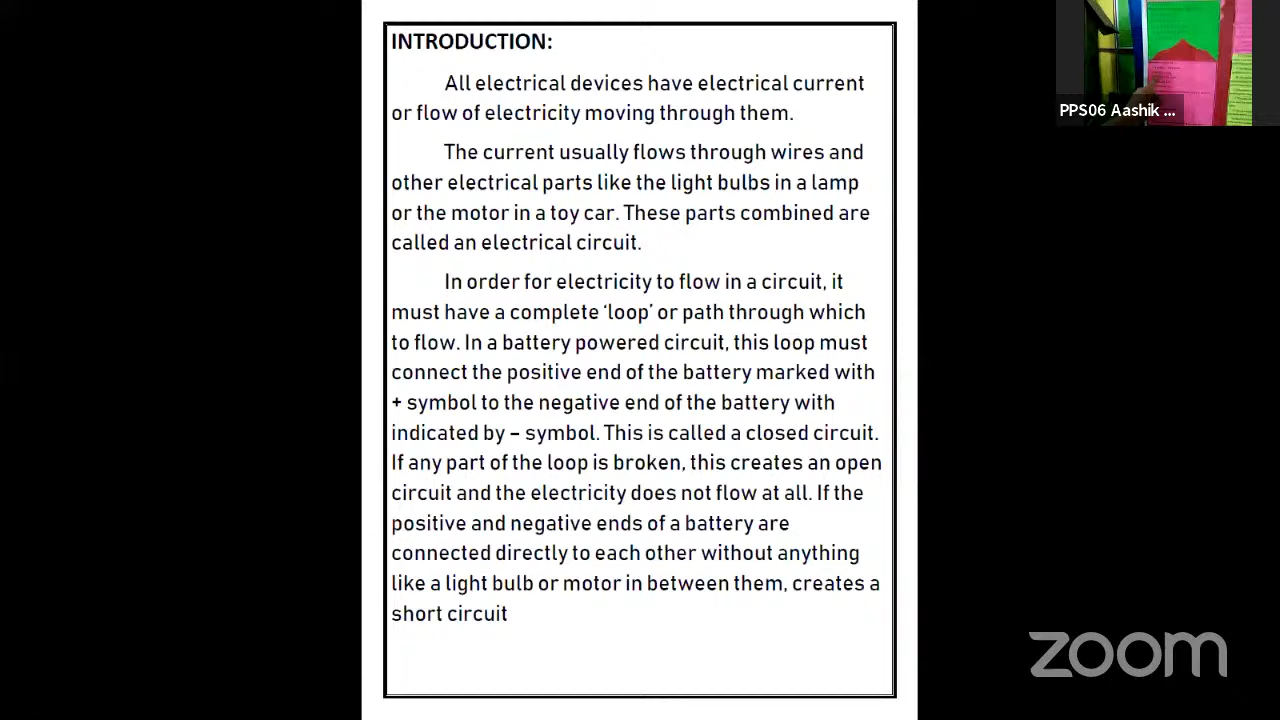 INTRODUCTION:
All electrical devices have electrical current
or flow of electricity moving through them.
The current usually flows through wires and
other electrical parts like the light bulbs in a lamp
or the motor in a toy car. These parts combined are
called an electrical circuit.
In order for electricity to flow in a circuit, it
must have a complete ‘loop’ or path through which
to flow. In a battery powered circuit, this loop must
connect the positive end of the battery marked with
+ symbol to the negative end of the battery with
indicated by – symbol. This is called a closed circuit.
If any part of the loop is broken, this creates an open
circuit and the electricity does not flow at all. If the
positive and negative ends of a battery are
connected directly to each other without anything
like a light bulb or motor in between them, creates a
short circuit
PPS06 Aashik ...
zoom